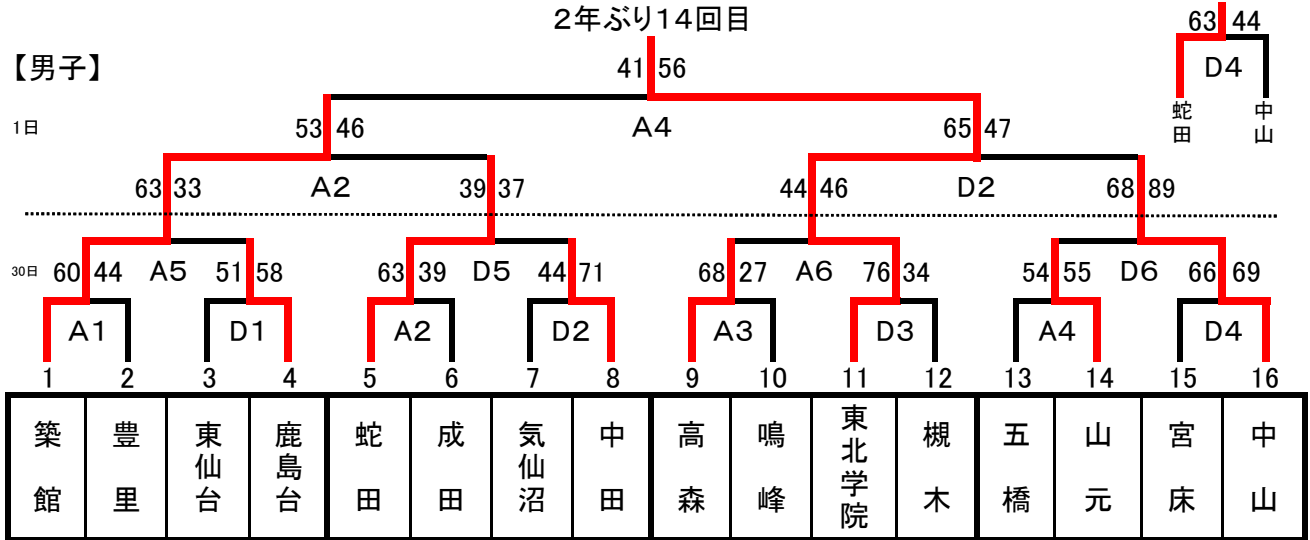 2年ぶり14回目
63 44
【男子】
41 56
D4
蛇田 中山
1日
53 46 A4 65 47
63 33 A2 39 37 44 46 D2 68 89
30日 60 44 A5 51 58 63 39 D5 44 71 68 27 A6 76 34 54 55 D6 66 69
A1 D1 A2 D2 A3 D3 A4 D4
1 2 3 4 5 6 7 8 9 10 11 12 13 14 15 16
築館 豊里 東仙台 鹿島台 蛇田 成田 気仙沼 中田 高森 鳴峰 東北学院 槻木 五橋 山元 宮床 中山